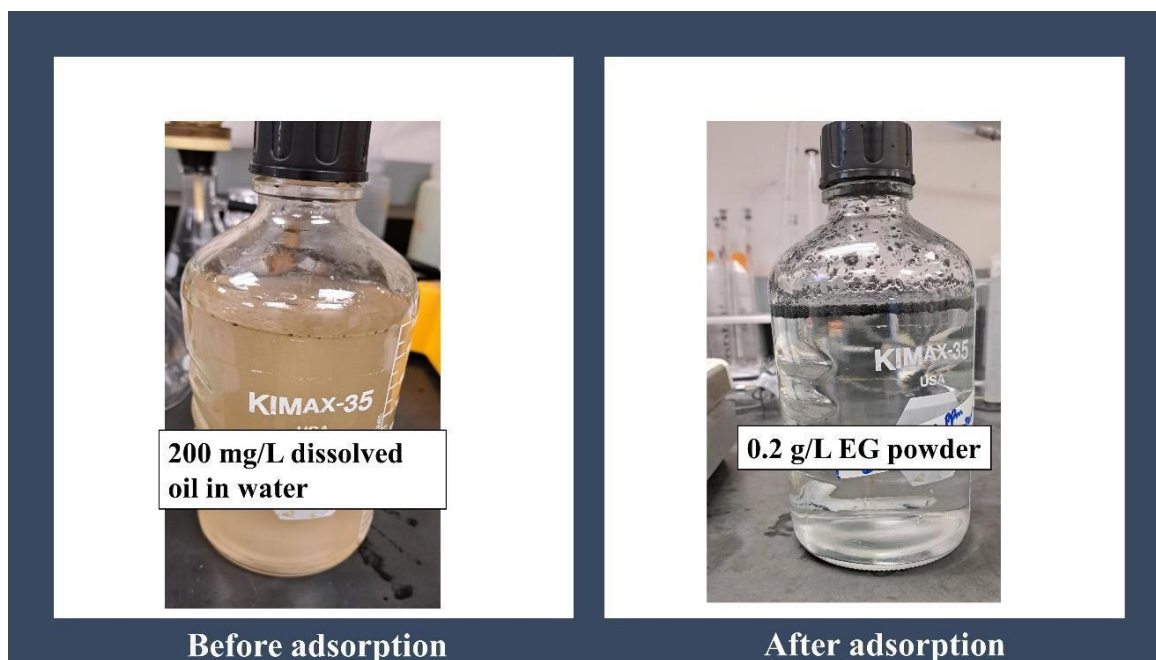 KIMAX-35
USA
200 mg/L dissolved
oil in water
Before adsorption
KIMAX-35
USA
ppm
0.2 g/L EG powder
After adsorption